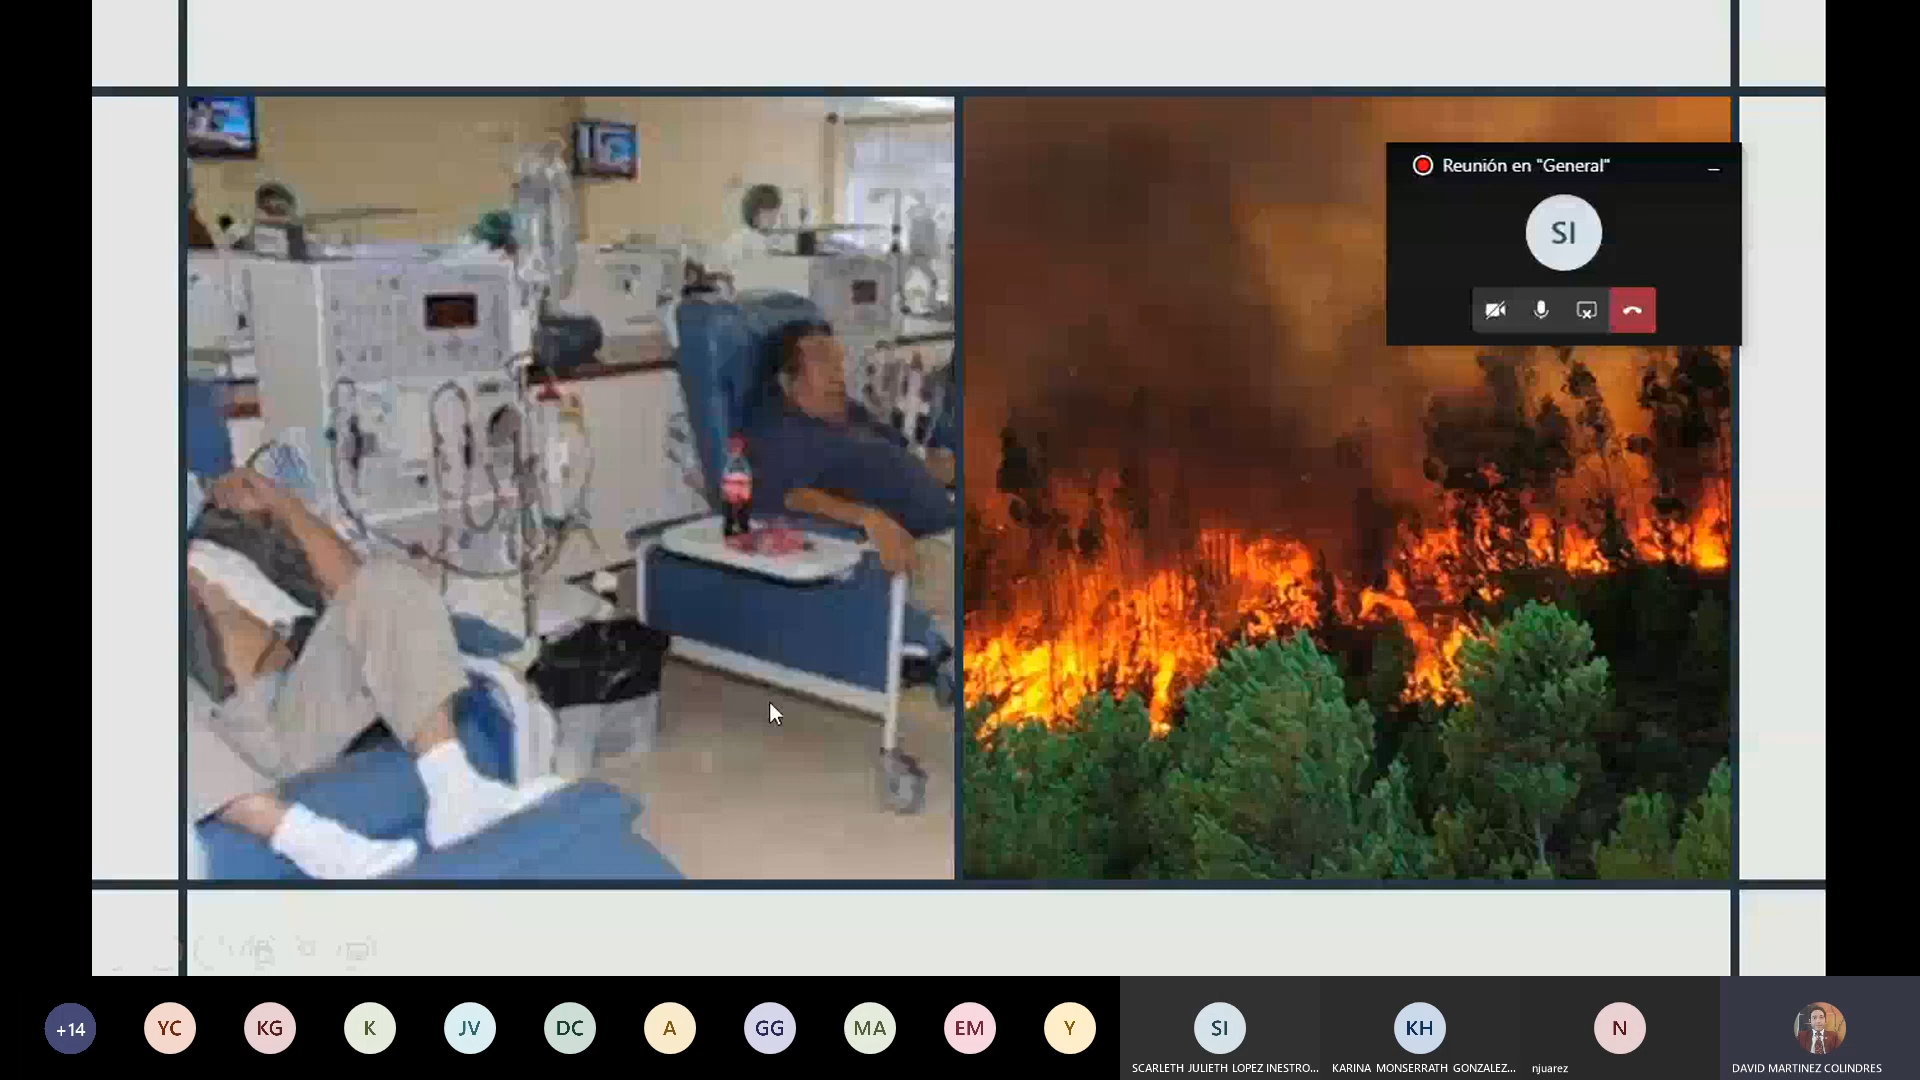 Reunión en "General"
SI
+14
YC
KG
K
JV
DC
A
GG
MA
EM
Y
SI
KH
N
SCARLETH JULIETH LOPEZ INESTRO...
KARINA MONSERRATH GONZALEZ...
njuarez
DAVID MARTINEZ COLINDRES